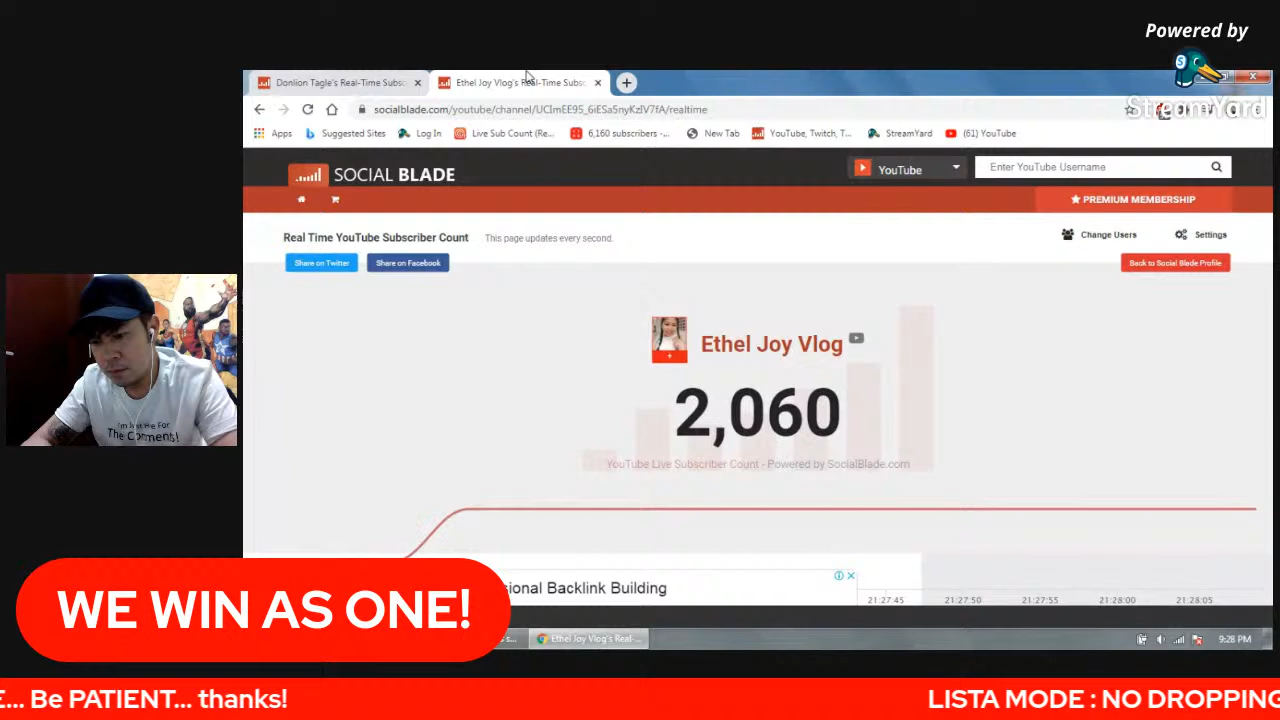 Powered by
StreamYard
Donlion Tagle's Real-Time Subsc
Ethel Joy Vlog's Real-Time Subsc
socialblade.com/youtube/channel/UCImEE95_6iESa5nyKzIV7fA/realtime
Apps
Suggested Sites
Log In
Live Sub Count (Re...
6,160 subscribers -...
New Tab
YouTube, Twitch, T...
StreamYard
(61) YouTube
SOCIAL BLADE
YouTube
Enter YouTube Username
PREMIUM MEMBERSHIP
Real Time YouTube Subscriber Count
This page updates every second.
Change Users
Settings
Share on Twitter
Share on Facebook
Back to Social Blade Profile
Ethel Joy Vlog
2,060
YouTube Live Subscriber Count - Powered by SocialBlade.com
I'm Just Here For
The Comments!
sional Backlink Building
21:27:45
21:27:50
21:27:55
21:28:00
21:28:05
WE WIN AS ONE!
Ethel Joy Vlog's Real-...
9:28 PM
E... Be PATIENT... thanks!
LISTA MODE : NO DROPPING